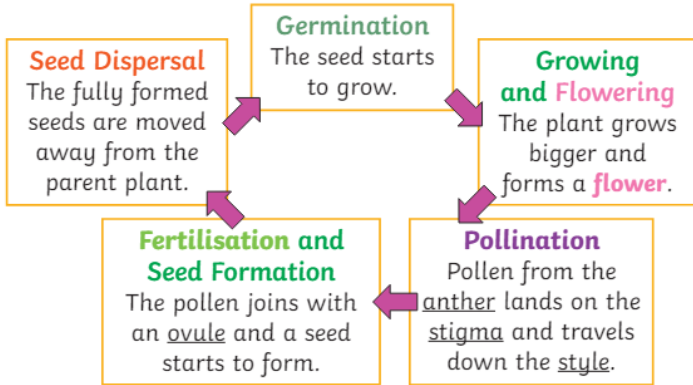 Germination
The seed starts
to grow.
Growing
and Flowering
The plant grows
bigger and
forms a flower.
Pollination
Pollen from the
anther lands on the
stigma and travels
down the style.
Fertilisation and
Seed Formation
The pollen joins with
an ovule and a seed
starts to form.
Seed Dispersal
The fully formed
seeds are moved
away from the
parent plant.